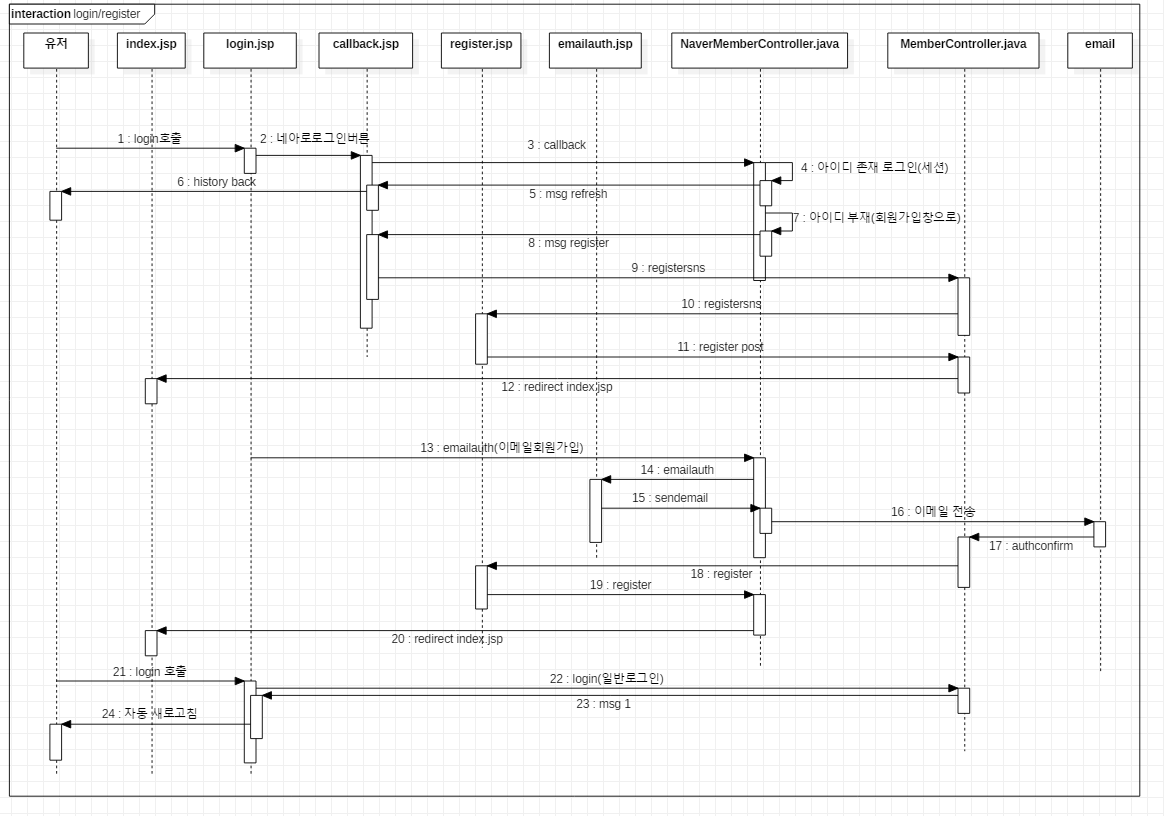 interaction login/register
유저
index.jsp
login.jsp
callback.jsp
register.jsp
emailauth.jsp
NaverMemberController.java
MemberController.java
email
1 : login호출
2 : 네아로로그인버튼
3 : callback
4 : 아이디 존재 로그인(세션)
5 : msg refresh
6 : history back
7 : 아이디 부재(회원가입창으로)
8 : msg register
9 : registersns
10 : registersns
11 : register post
12 : redirect index.jsp
13 : emailauth(이메일회원가입)
14 : emailauth
15 : sendemail
16 : 이메일 전송
17 : authconfirm
18 : register
19 : register
20 : redirect index.jsp
21 : login 호출
22 : login(일반로그인)
23 : msg 1
24 : 자동 새로고침